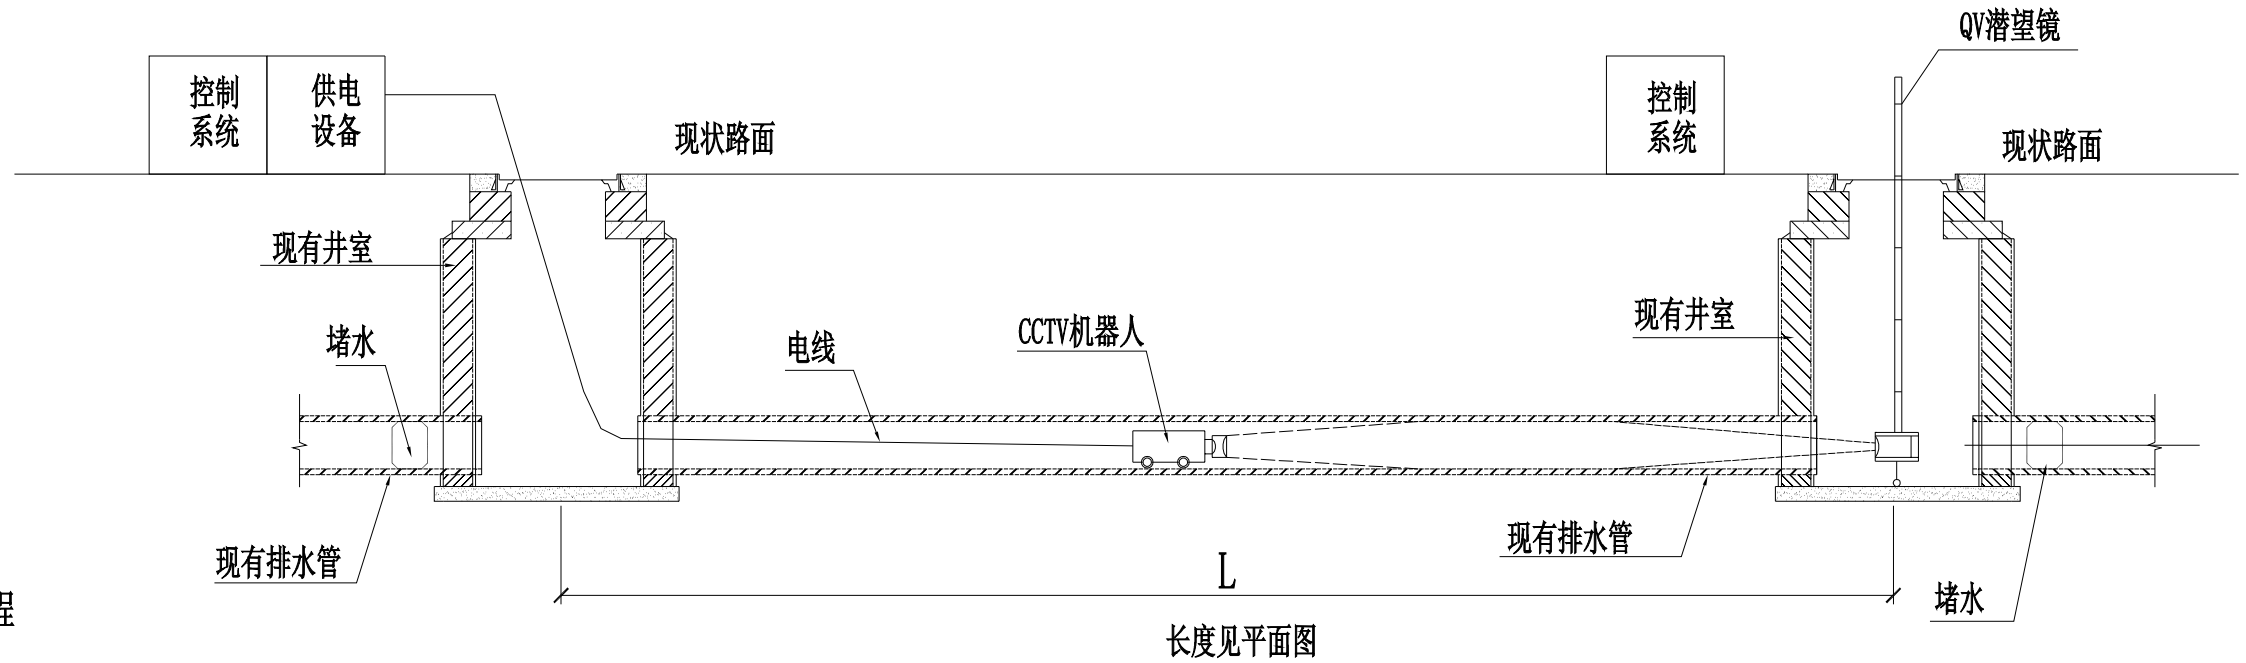 QV潜望镜
控制
系统
供电
设备
现状路面
控制
系统
现状路面
现有井室
现有井室
堵水
电线
CCTV机器人
现有排水管
现有排水管
L
程
堵水
长度见平面图